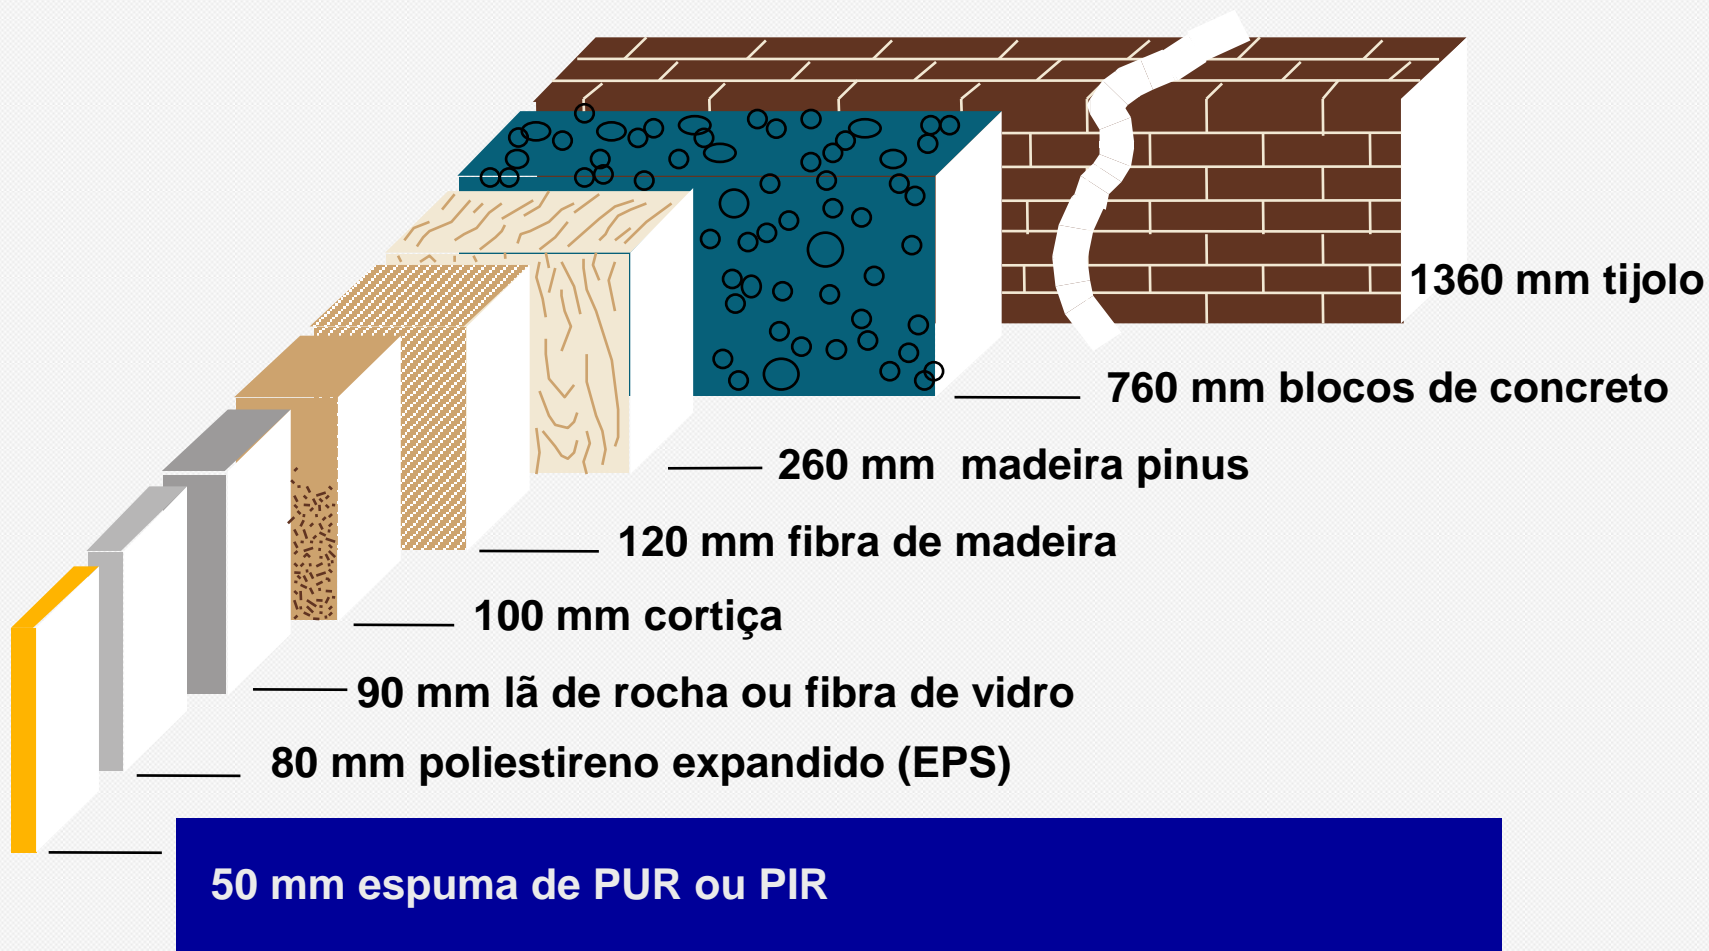 1360 mm tijolo
760 mm blocos de concreto
260 mm  madeira pinus
120 mm fibra de madeira
100 mm cortiça
90 mm lã de rocha ou fibra de vidro
80 mm poliestireno expandido (EPS)
50 mm espuma de PUR ou PIR